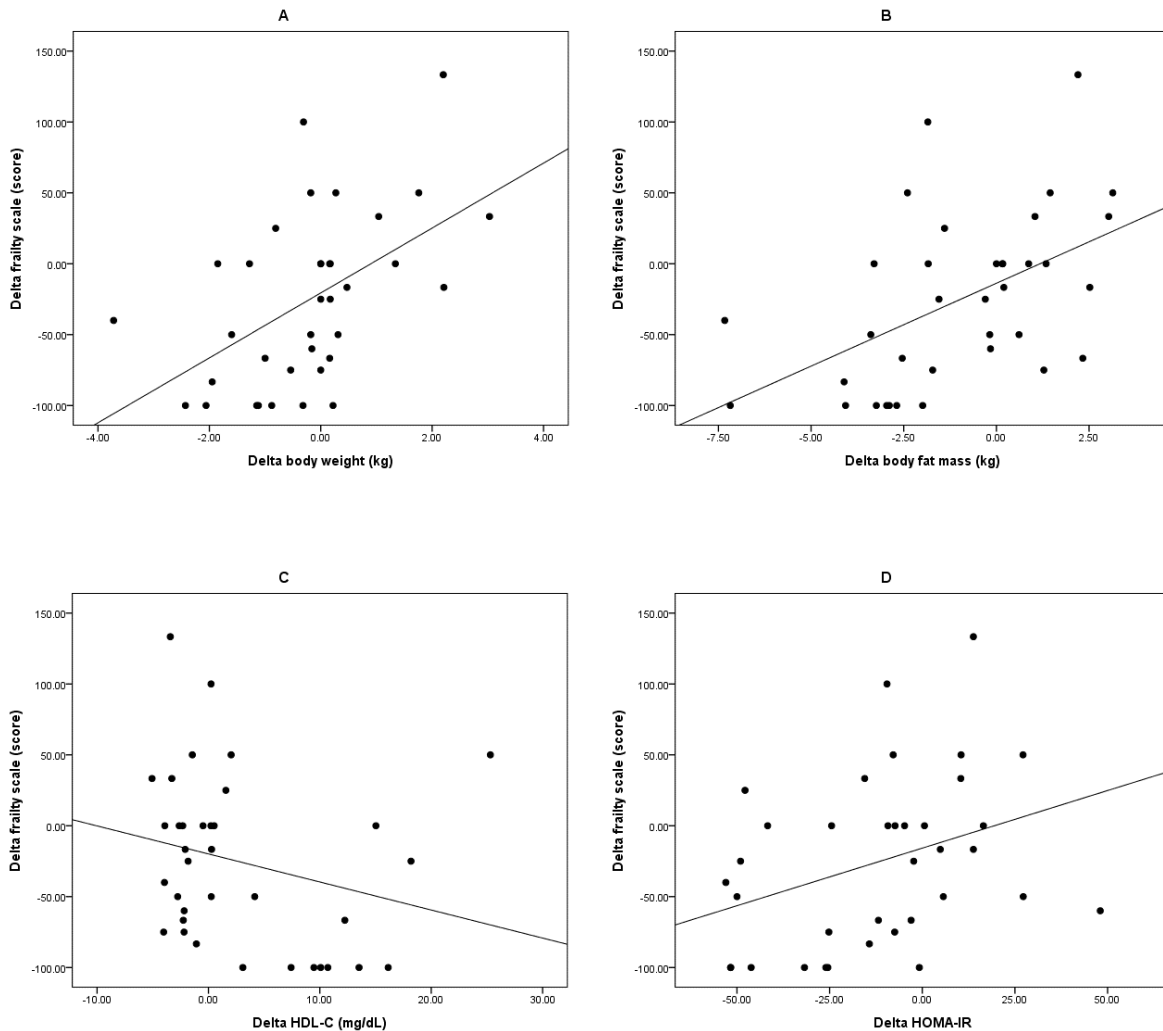 A
Delta frailty scale (score)
150.00
100.00
50.00
0.00
-50.00
-100.00
-4.00 -2.00 0.00 2.00 4.00
Delta body weight (kg)
B
Delta frailty scale (score)
150.00
100.00
50.00
0.00
-50.00
-100.00
-7.50 -5.00 -2.50 0.00 2.50
Delta body fat mass (kg)
C
Delta frailty scale (score)
150.00
100.00
50.00
0.00
-50.00
-100.00
-10.00 0.00 10.00 20.00 30.00
Delta HDL-C (mg/dL)
D
Delta frailty scale (score)
150.00
100.00
50.00
0.00
-50.00
-100.00
-50.00 -25.00 0.00 25.00 50.00
Delta HOMA-IR